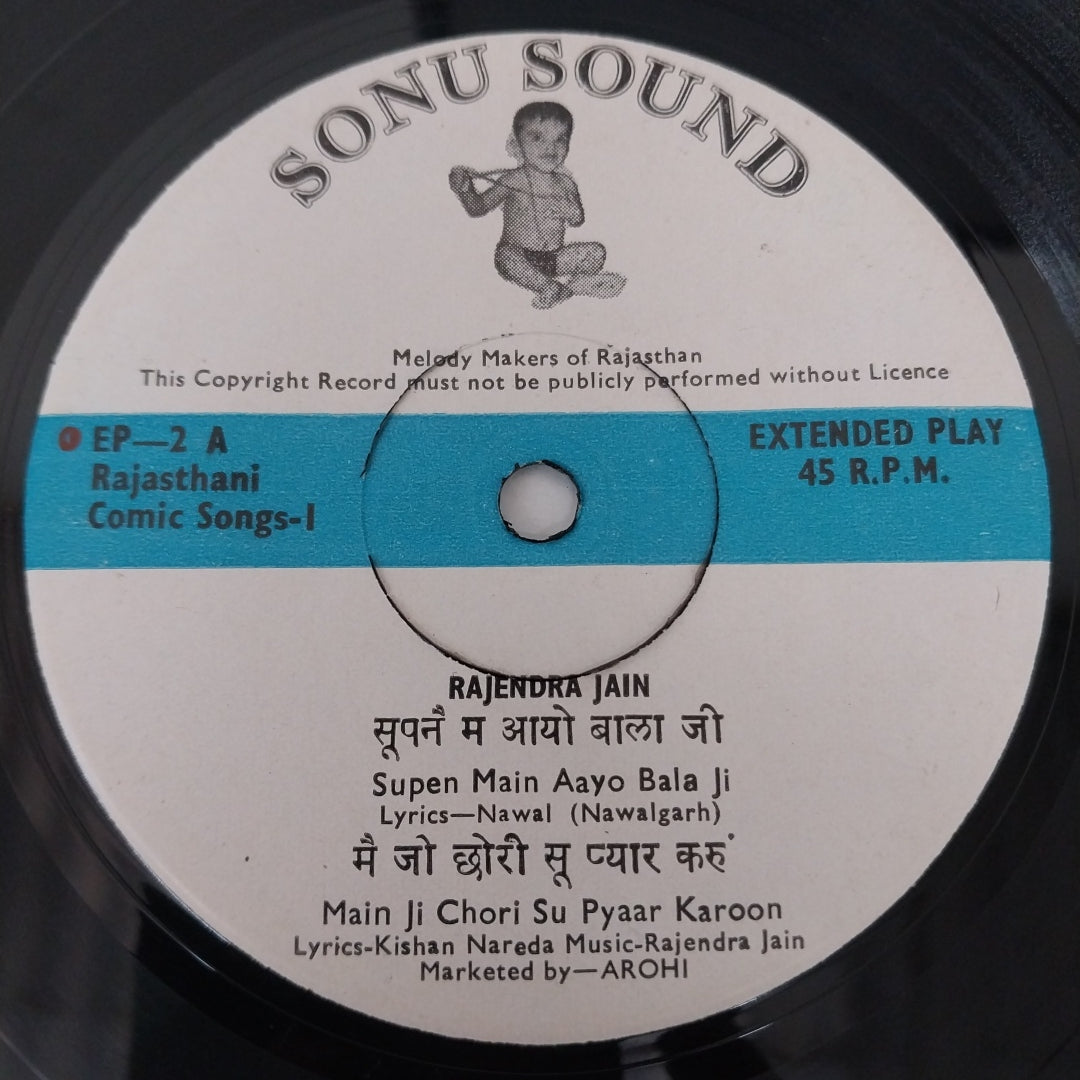 SONU SOUND
Melody Makers of Rajasthan
This Copyright Record must not be publicly performed without Licence
EP—2 A
Rajasthani
Comic Songs-I
EXTENDED PLAY
45 R.P.M.
RAJENDRA JAIN
सूपनैं म आयो बाला जी
Supen Main Aayo Bala Ji
Lyrics—Nawal (Nawalgarh)
मै जो छोरी सू प्यार करुं
Main Ji Chori Su Pyaar Karoon
Lyrics-Kishan Nareda Music-Rajendra Jain
Marketed by—AROHI